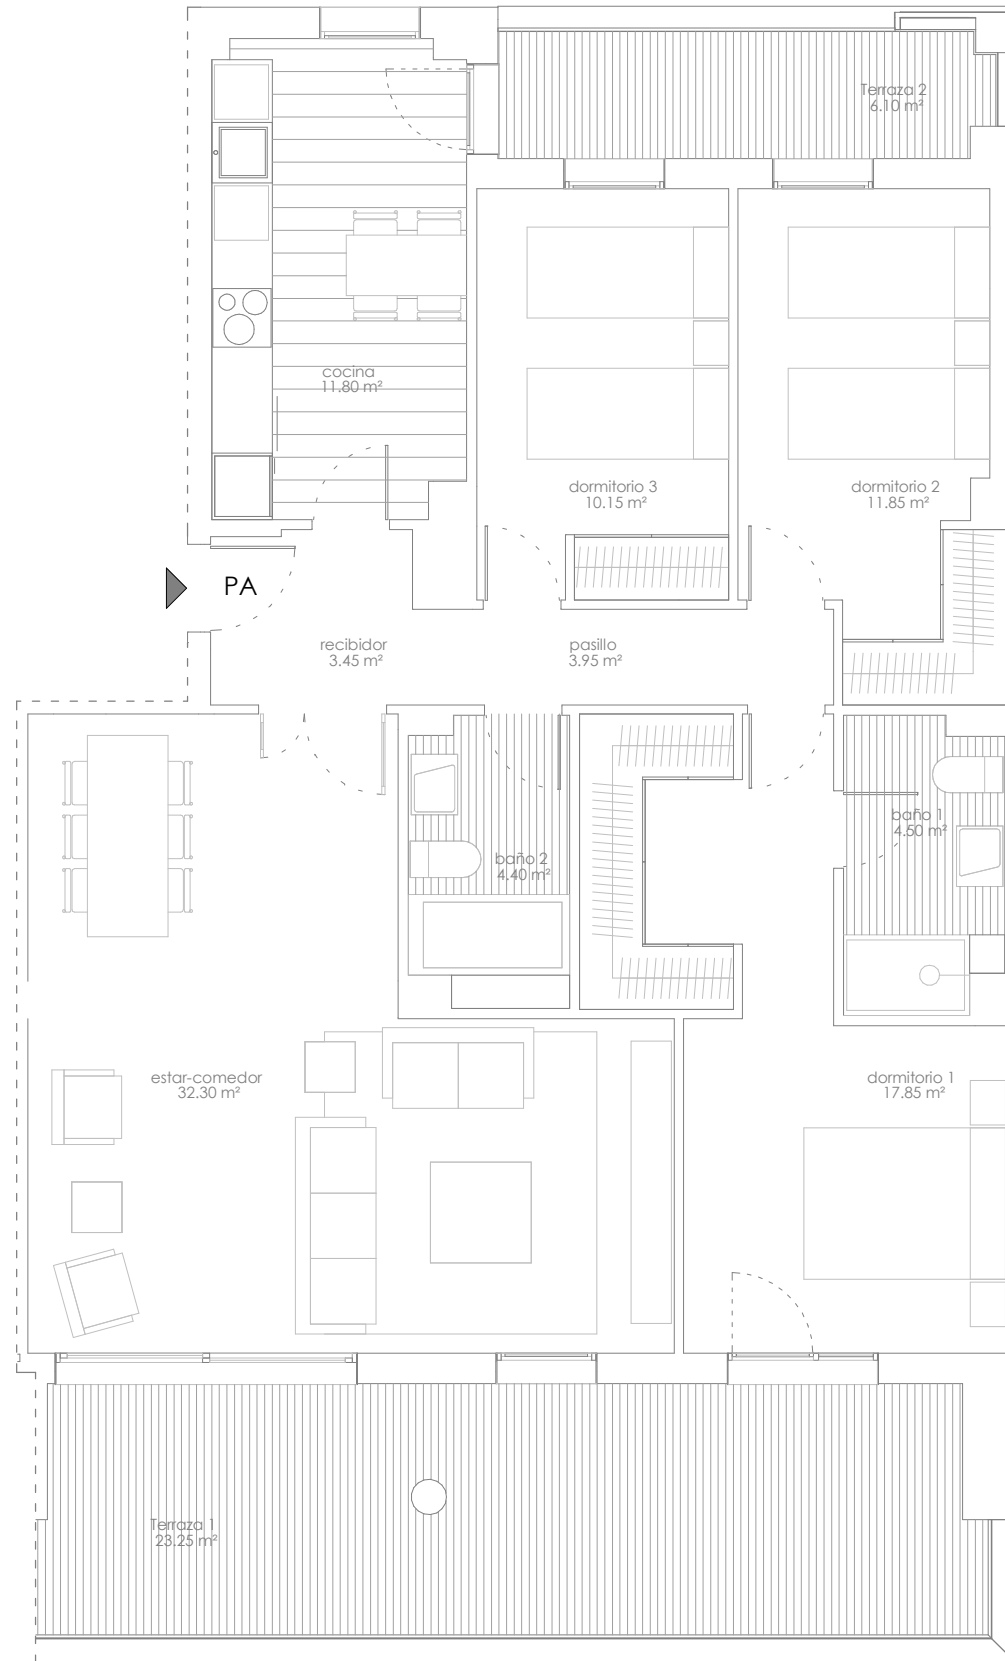 Terraza 2
6.10 m²
cocina
11.80 m²
dormitorio 3
10.15 m²
dormitorio 2
11.85 m²
PA
recibidor
3.45 m²
pasillo
3.95 m²
baño 1
4.50 m²
baño 2
4.40 m²
estar-comedor
32.30 m²
dormitorio 1
17.85 m²
Terraza 1
23.25 m²